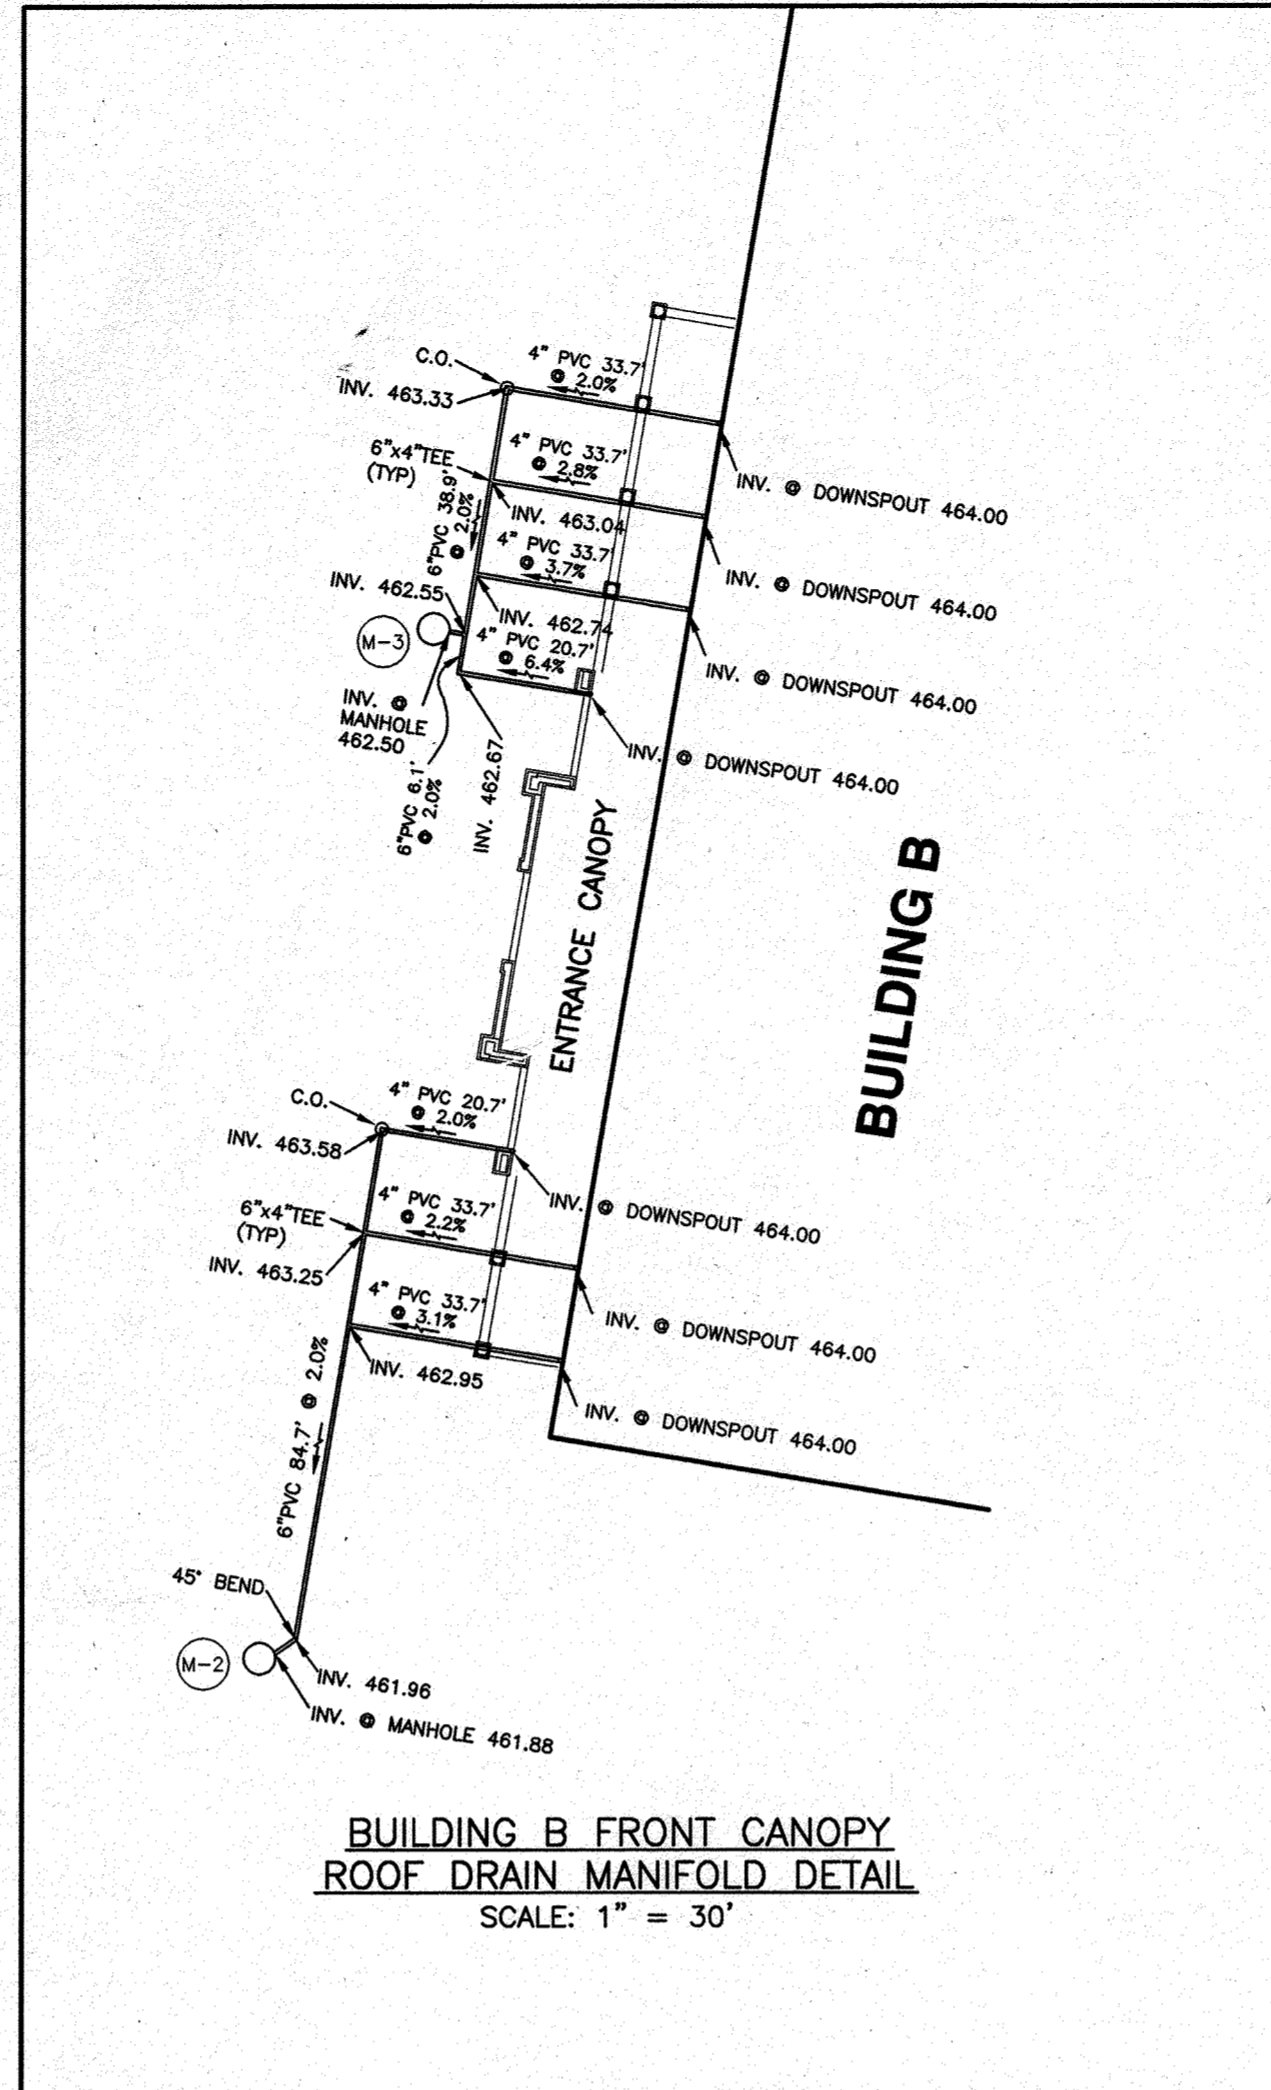 C.O.
4" PVC 33.7'
@ 2.0%
INV. 463.33
6"x4"TEE
(TYP)
4" PVC 33.7'
@ 2.8%
INV. @ DOWNSPOUT 464.00
6"PVC 38.9'
@ 2.0%
INV. 463.04
4" PVC 33.7'
@ 3.7%
INV. @ DOWNSPOUT 464.00
INV. 462.55
M-3
INV. 462.74
4" PVC 20.7'
@ 6.4%
INV. @ DOWNSPOUT 464.00
INV. @
MANHOLE
462.50
INV. @ DOWNSPOUT 464.00
6"PVC 6.1'
@ 2.0%
INV. 462.67
ENTRANCE CANOPY
BUILDING B
C.O.
4" PVC 20.7'
@ 2.0%
INV. 463.58
6"x4"TEE
(TYP)
4" PVC 33.7'
@ 2.2%
INV. @ DOWNSPOUT 464.00
INV. 463.25
4" PVC 33.7'
@ 3.1%
INV. @ DOWNSPOUT 464.00
INV. 462.95
INV. @ DOWNSPOUT 464.00
6"PVC 84.7' @ 2.0%
45° BEND
M-2
INV. 461.96
INV. @ MANHOLE 461.88
BUILDING B FRONT CANOPY
ROOF DRAIN MANIFOLD DETAIL
SCALE: 1" = 30'